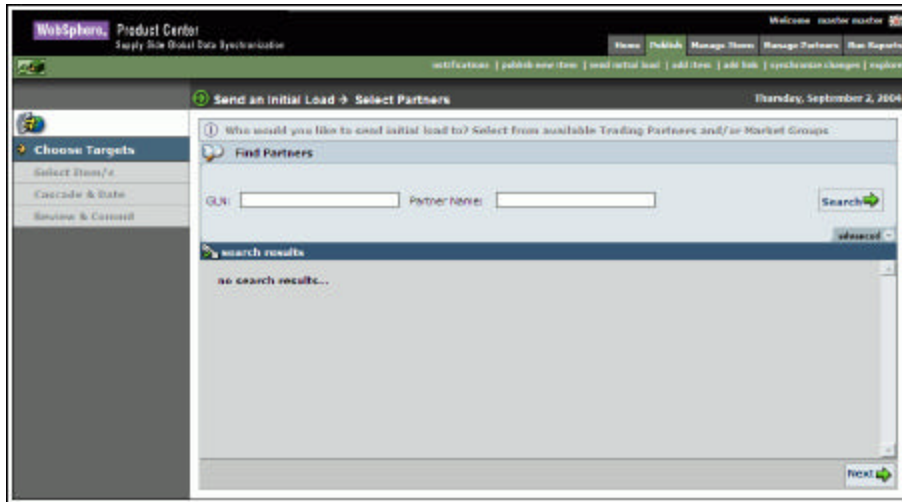 WebSphere. Product Center
Supply Side Global Data Synchronization
Welcome master master
Home Publish Manage Items Manage Partners Run Reports
notifications | publish new item | send initial load | add item | add link | synchronize changes | explore
Send an Initial Load → Select Partners
Thursday, September 2, 2004
Who would you like to send initial load to? Select from available Trading Partners and/or Market Groups
Choose Targets
Find Partners
Select Item/s
Cascade & Date
Review & Commit
GLN:
Partner Name:
Search
advanced
search results
no search results...
Next